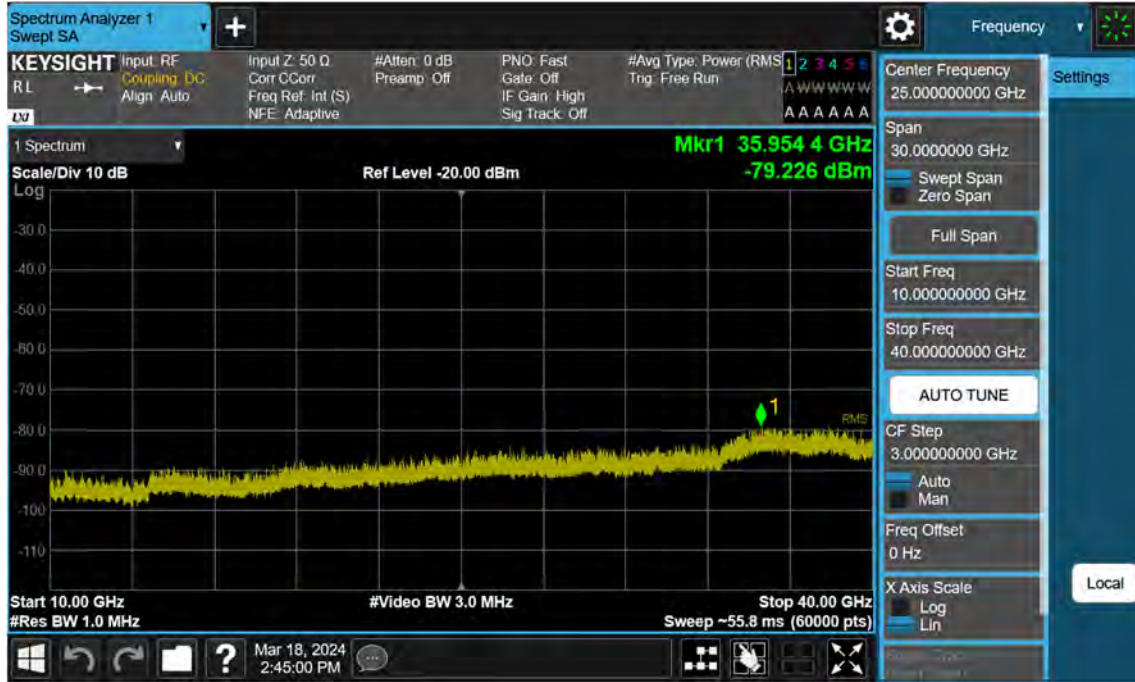 Spectrum Analyzer 1
Swept SA
+
Frequency
KEYSIGHT
RL
LXI
Input: RF
Coupling: DC
Align: Auto
Input Z: 50 Ω
Corr CCorr
Freq Ref: Int (S)
NFE: Adaptive
#Atten: 0 dB
Preamp: Off
PNO: Fast
Gate: Off
IF Gain: High
Sig Track: Off
#Avg Type: Power (RMS
Trig: Free Run
1 2 3 4 5 6
A W W W W W
A A A A A A
1 Spectrum
Scale/Div 10 dB
Log
Ref Level -20.00 dBm
Mkr1 35.954 4 GHz
-79.226 dBm
-30.0
-40.0
-50.0
-60.0
-70.0
-80.0
-90.0
-100
-110
1
RMS
Start 10.00 GHz
#Res BW 1.0 MHz
#Video BW 3.0 MHz
Stop 40.00 GHz
Sweep ~55.8 ms (60000 pts)
Center Frequency
25.000000000 GHz
Span
30.0000000 GHz
Swept Span
Zero Span
Full Span
Start Freq
10.000000000 GHz
Stop Freq
40.000000000 GHz
AUTO TUNE
CF Step
3.000000000 GHz
Auto
Man
Freq Offset
0 Hz
X Axis Scale
Log
Lin
Settings
Local
?
Mar 18, 2024
2:45:00 PM